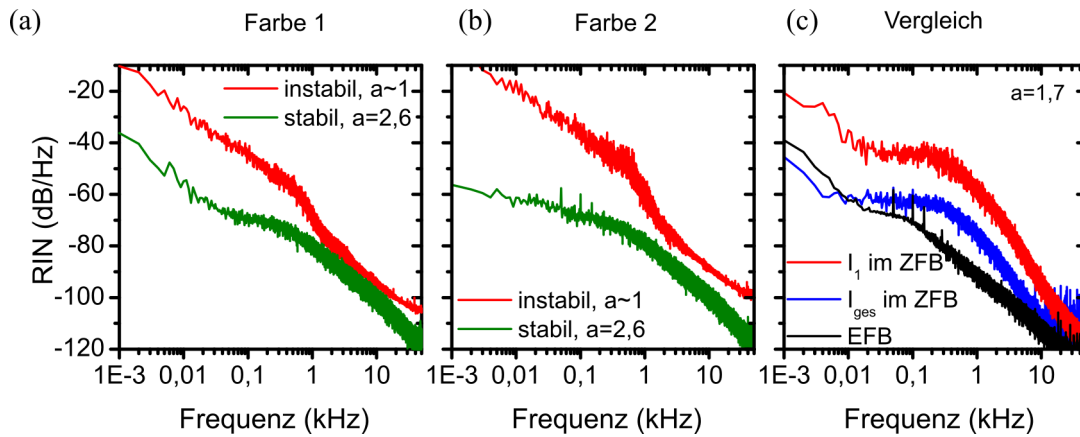 (a)
Farbe 1
(b)
Farbe 2
(c)
Vergleich
RIN (dB/Hz)
-20
-40
-60
-80
-100
-120
instabil, a~1
stabil, a=2,6
1E-3 0,01 0,1 1 10
Frequenz (kHz)
instabil, a~1
stabil, a=2,6
1E-3 0,01 0,1 1 10
Frequenz (kHz)
a=1,7
I1 im ZFB
Iges im ZFB
EFB
1E-3 0,01 0,1 1 10
Frequenz (kHz)